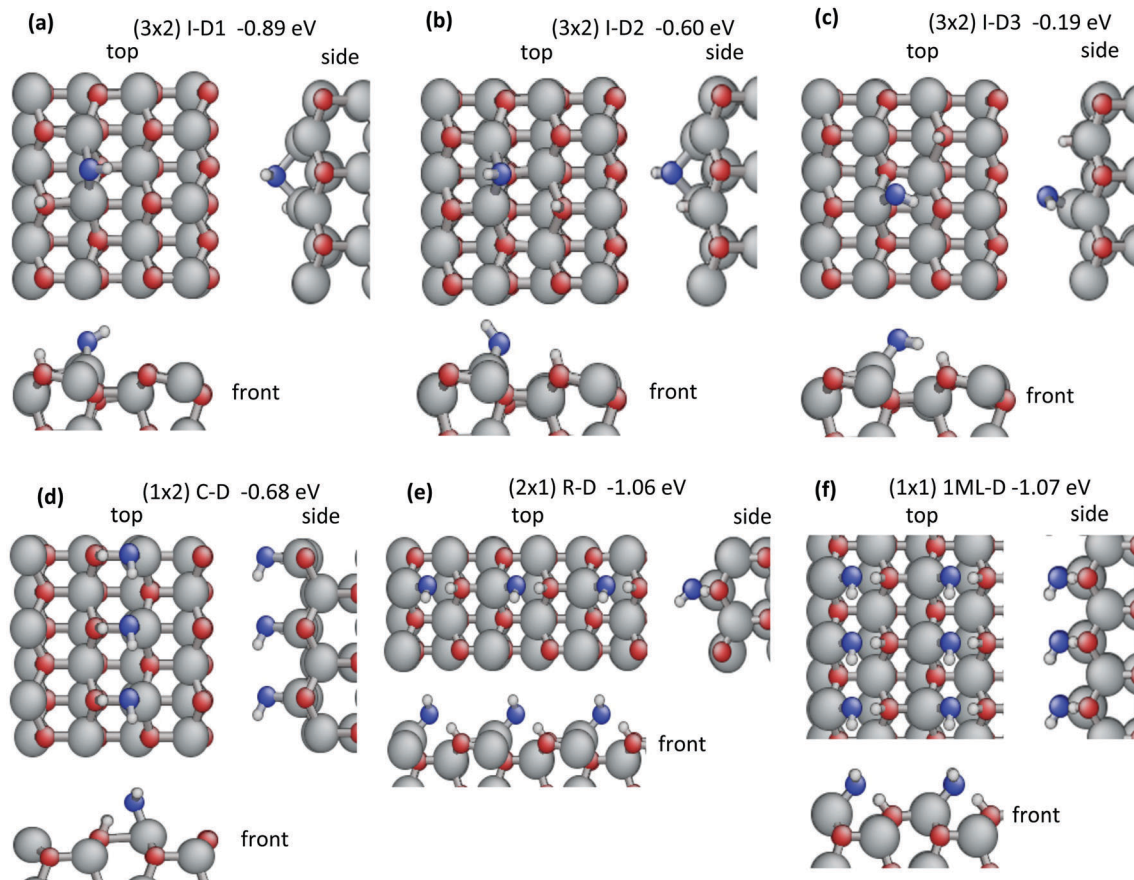 (a) (3x2) I-D1 -0.89 eV
top
side
front
(b) (3x2) I-D2 -0.60 eV
top
side
front
(c) (3x2) I-D3 -0.19 eV
top
side
front
(d) (1x2) C-D -0.68 eV
top
side
front
(e) (2x1) R-D -1.06 eV
top
side
front
(f) (1x1) 1ML-D -1.07 eV
top
side
front